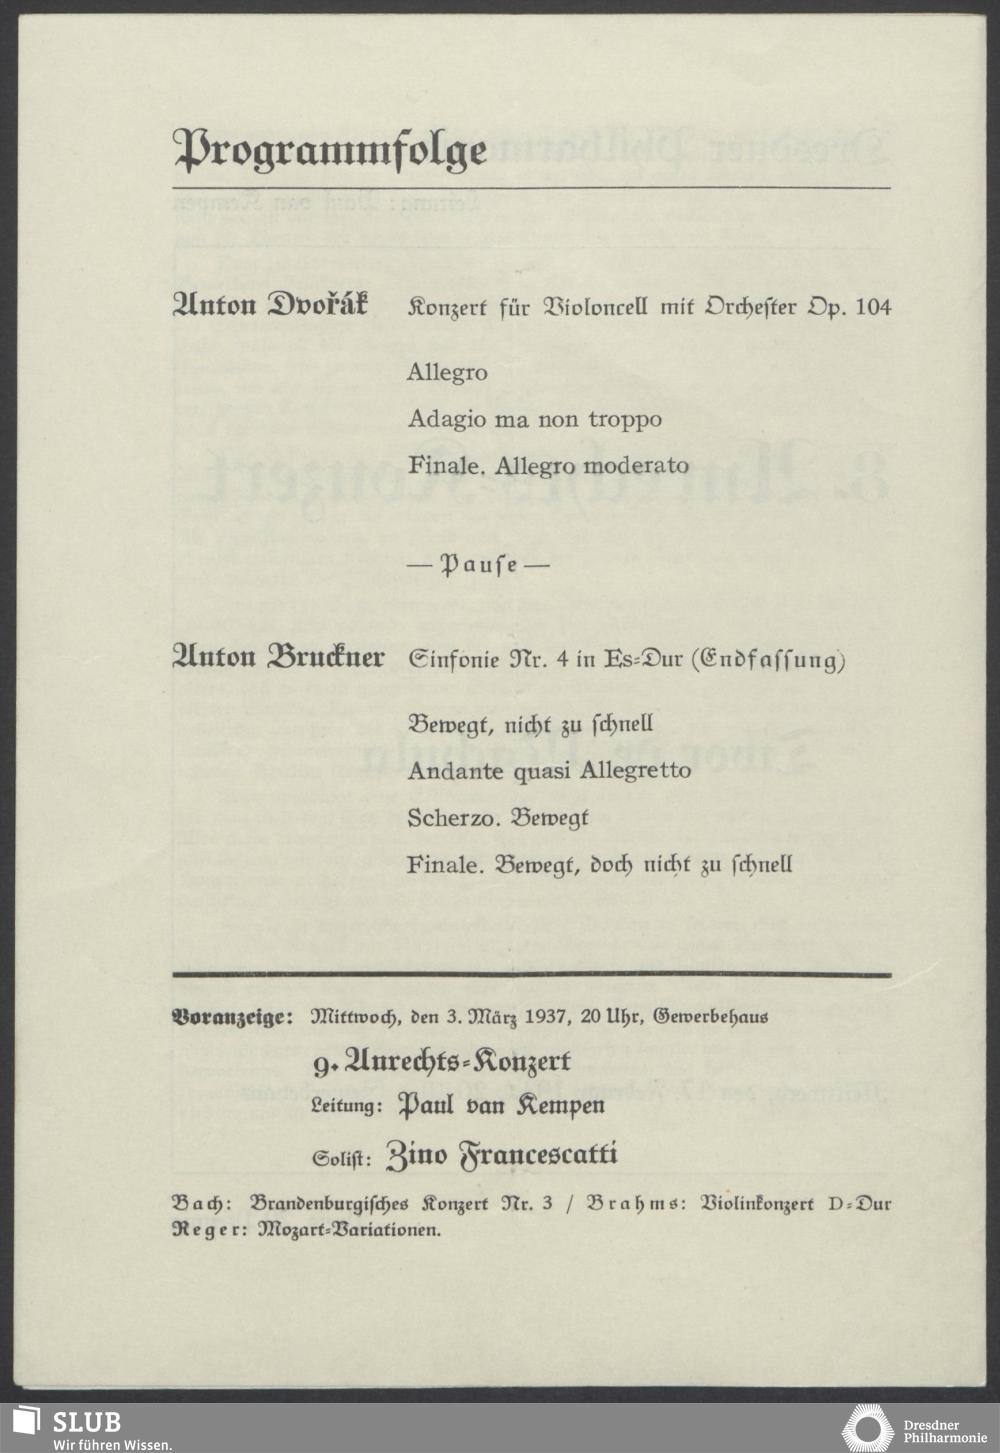 Programmfolge
Anton Dvořák Konzert für Violoncell mit Orchester Op. 104
Allegro
Adagio ma non troppo
Finale. Allegro moderato
— Pause —
Anton Bruckner Sinfonie Nr. 4 in Es-Dur (Endfassung)
Bewegt, nicht zu schnell
Andante quasi Allegretto
Scherzo. Bewegt
Finale. Bewegt, doch nicht zu schnell
Voranzeige: Mittwoch, den 3. März 1937, 20 Uhr, Gewerbehaus
9. Anrechts-Konzert
Leitung: Paul van Kempen
Solist: Zino Francescatti
Bach: Brandenburgisches Konzert Nr. 3 / Brahms: Violinkonzert D-Dur
Reger: Mozart-Variationen.
SLUB
Wir führen Wissen.
Dresdner
Philharmonie